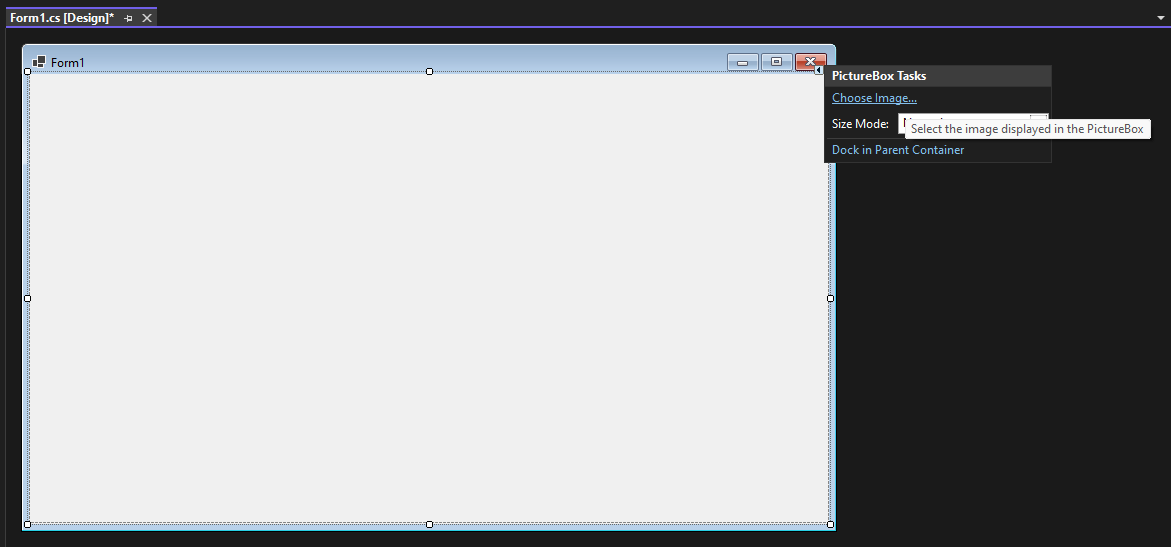 Form1.cs [Design]*
Form1
PictureBox Tasks
Choose Image...
Size Mode:
Select the image displayed in the PictureBox
Dock in Parent Container